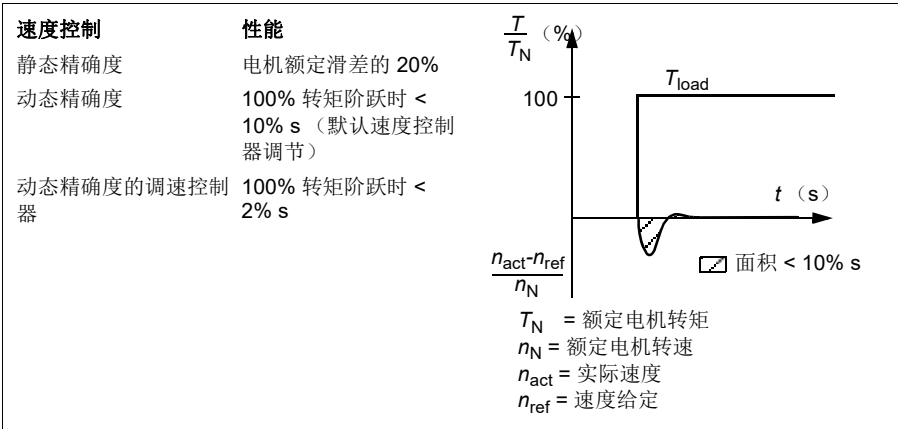 速度控制 性能
静态精确度 电机额定滑差的 20%
动态精确度 100% 转矩阶跃时 <
10% s （默认速度控制
器调节）
动态精确度的调速控制 100% 转矩阶跃时 <
器 2% s
T
T_N （%）
T_load
100
t （s）
n_act-n_ref
n_N
面积 < 10% s
T_N = 额定电机转矩
n_N = 额定电机转速
n_act = 实际速度
n_ref = 速度给定